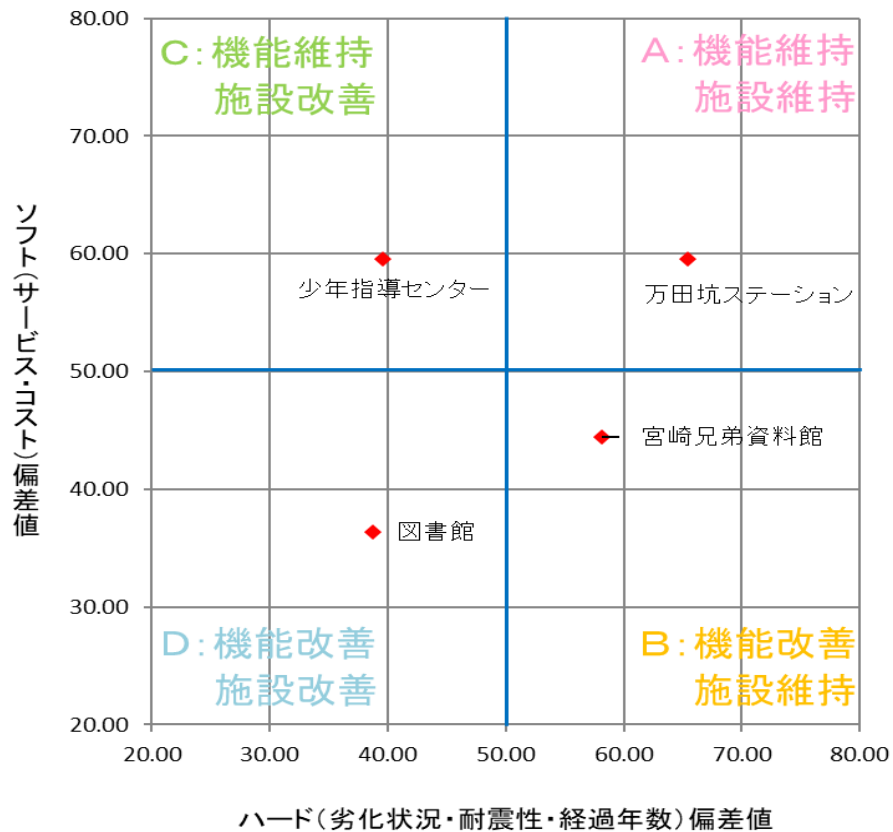 80.00
C：機能維持
施設改善
A：機能維持
施設維持
70.00
60.00
少年指導センター
万田坑ステーション
50.00
宮崎兄弟資料館
40.00
図書館
30.00
D：機能改善
施設改善
B：機能改善
施設維持
20.00
20.00 30.00 40.00 50.00 60.00 70.00 80.00
ソフト（サービス・コスト）偏差値
ハード（劣化状況・耐震性・経過年数）偏差値